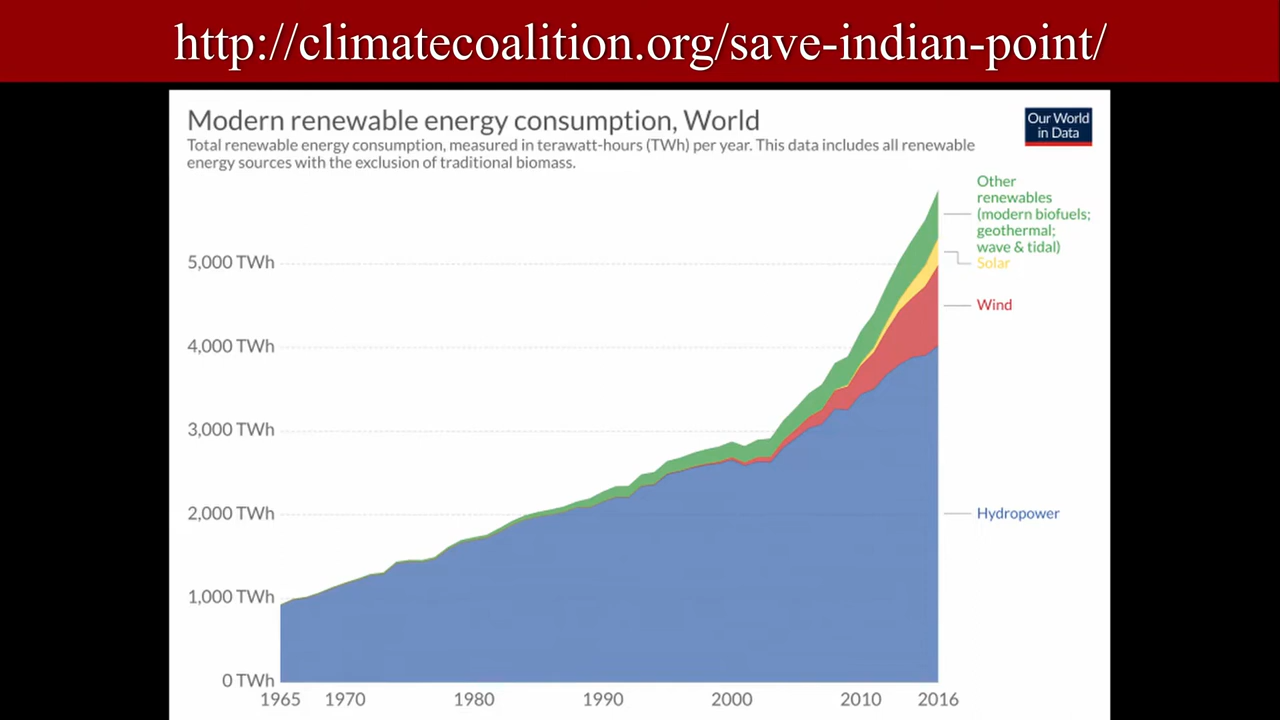 http://climatecoalition.org/save-indian-point/
Modern renewable energy consumption, World
Total renewable energy consumption, measured in terawatt-hours (TWh) per year. This data includes all renewable
energy sources with the exclusion of traditional biomass.
Our World
in Data
Other
renewables
(modern biofuels;
geothermal;
wave & tidal)
Solar
Wind
Hydropower
5,000 TWh
4,000 TWh
3,000 TWh
2,000 TWh
1,000 TWh
0 TWh
1965 1970 1980 1990 2000 2010 2016